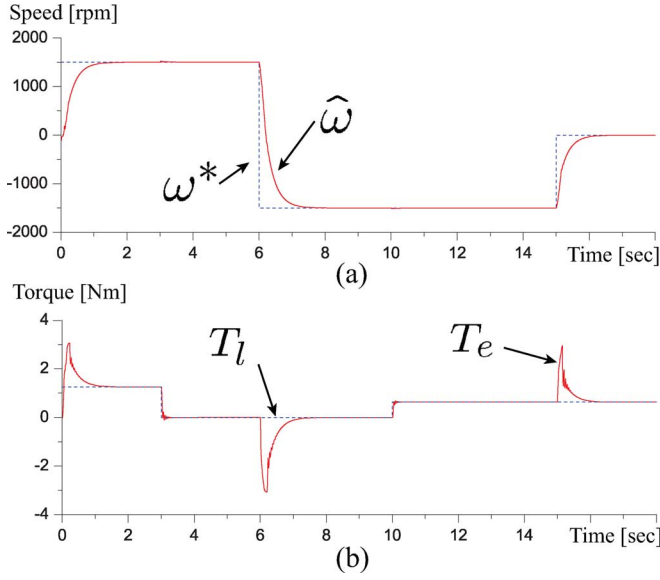 Speed [rpm]
2000
1000
0
-1000
-2000
ω̂
ω*
0 2 4 6 8 10 12 14
Time [sec]
(a)
Torque [Nm]
4
2
0
-2
-4
T_l
T_e
0 2 4 6 8 10 12 14
Time [sec]
(b)